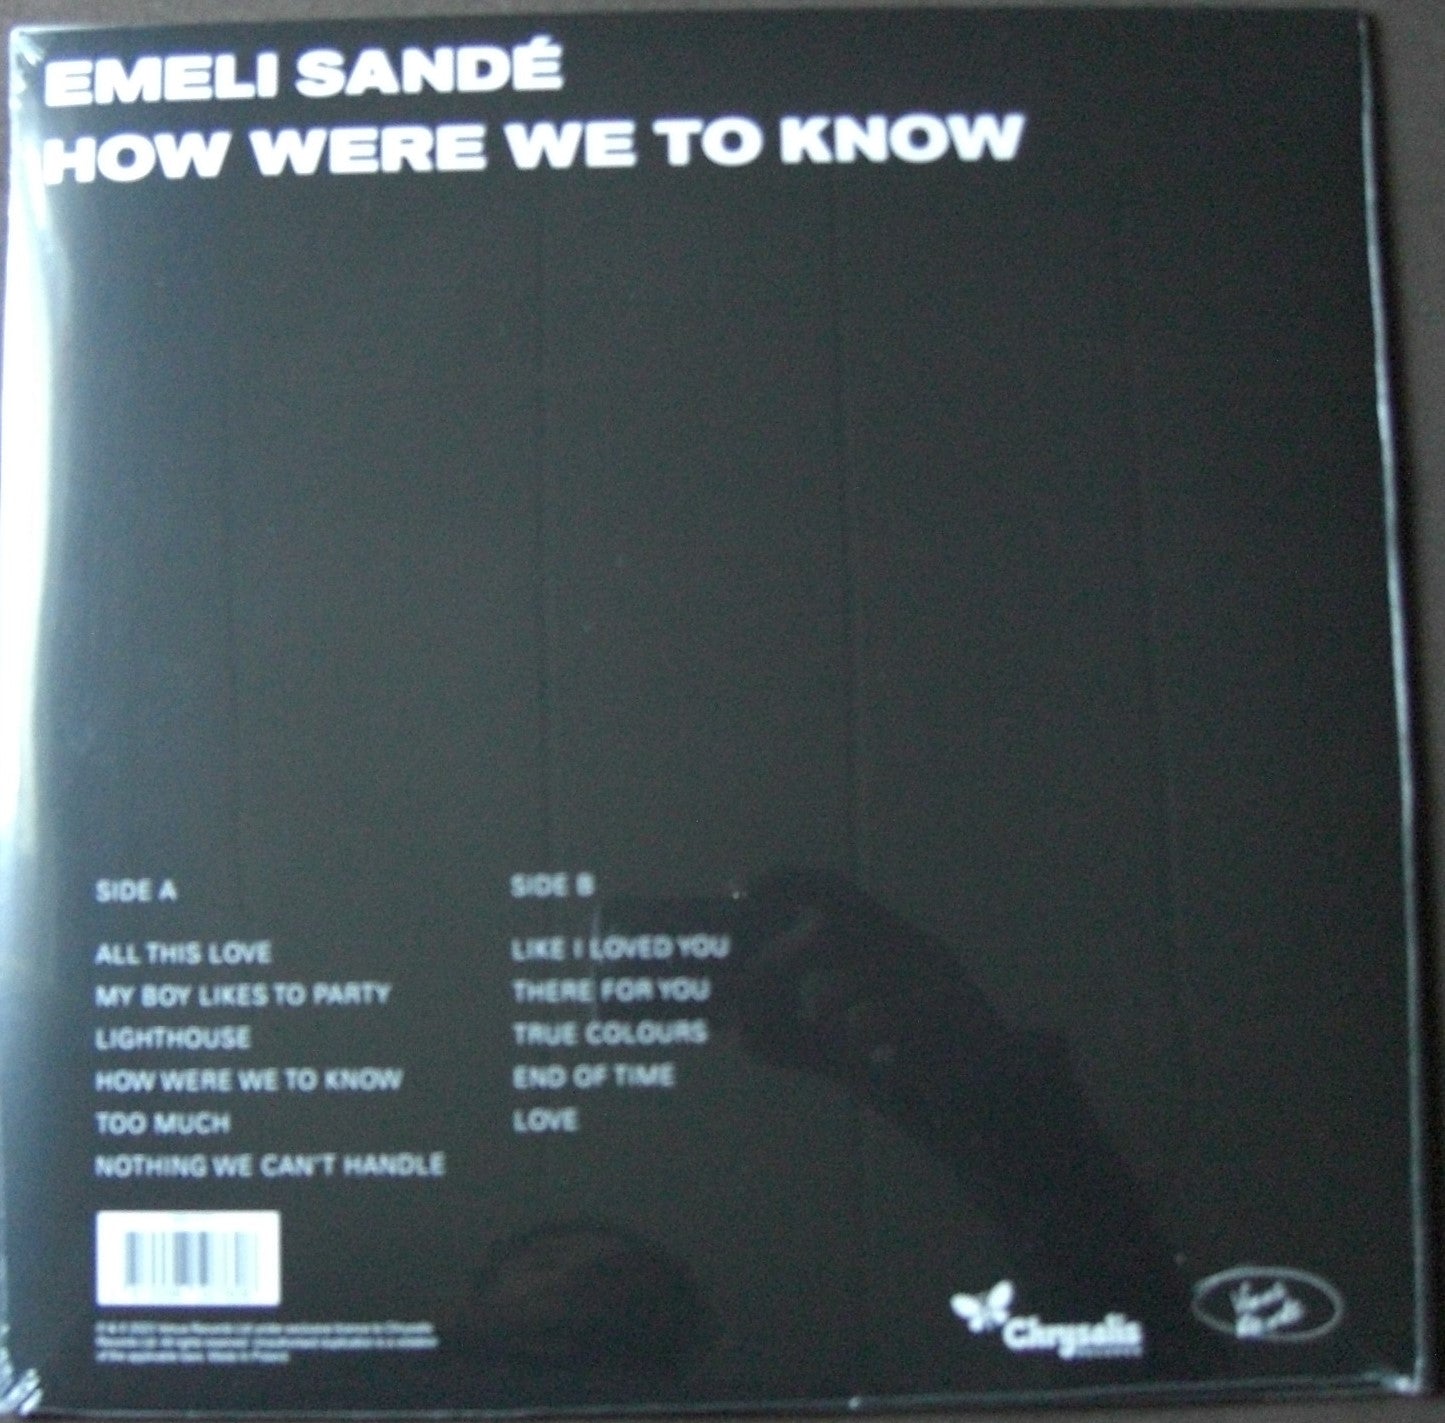 EMELI SANDÉ
HOW WERE WE TO KNOW
SIDE A
ALL THIS LOVE
MY BOY LIKES TO PARTY
LIGHTHOUSE
HOW WERE WE TO KNOW
TOO MUCH
NOTHING WE CAN'T HANDLE
SIDE B
LIKE I LOVED YOU
THERE FOR YOU
TRUE COLOURS
END OF TIME
LOVE
Chrysalis